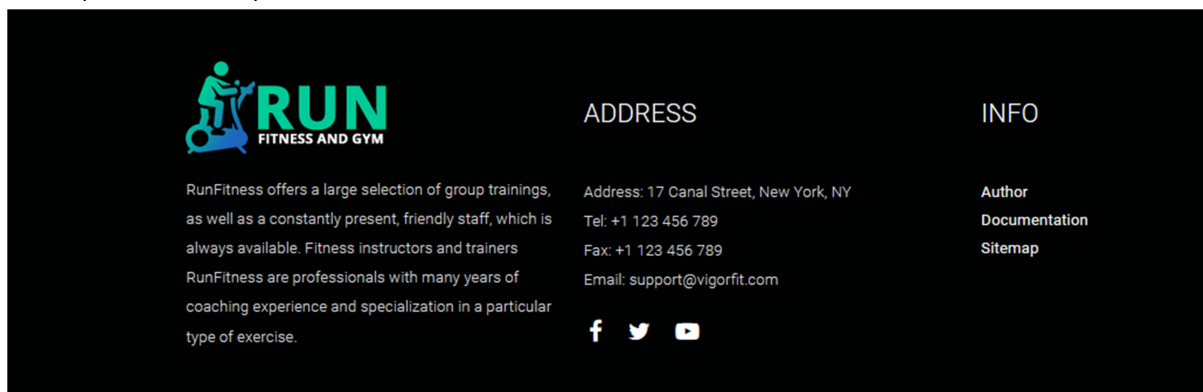 RUN
FITNESS AND GYM
RunFitness offers a large selection of group trainings,
as well as a constantly present, friendly staff, which is
always available. Fitness instructors and trainers
RunFitness are professionals with many years of
coaching experience and specialization in a particular
type of exercise.
ADDRESS
Address: 17 Canal Street, New York, NY
Tel: +1 123 456 789
Fax: +1 123 456 789
Email: support@vigorfit.com
INFO
Author
Documentation
Sitemap